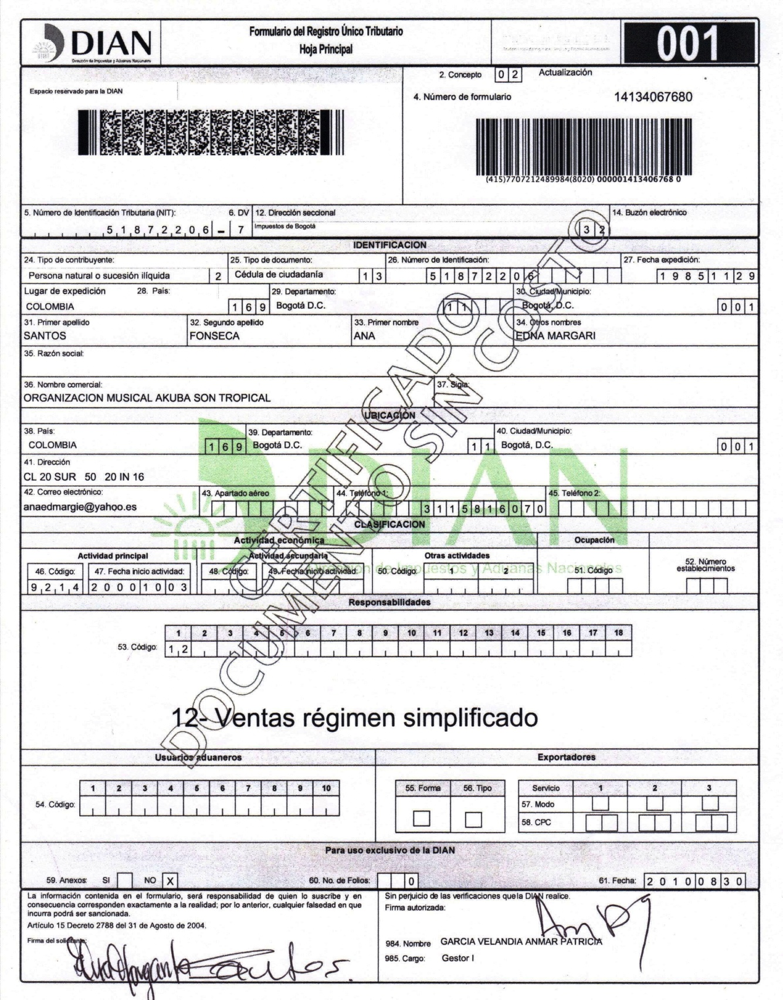 DIAN
Dirección de Impuestos y Aduanas Nacionales
Formulario del Registro Único Tributario
Hoja Principal
001
Espacio reservado para la DIAN
2. Concepto 0 2 Actualización
4. Número de formulario 14134067680
(415)7707212489984(8020) 000001413406768 0
5. Número de Identificación Tributaria (NIT): 6. DV 12. Dirección seccional 14. Buzón electrónico
5 1 8 7 2 2 0 6 – 7 Impuestos de Bogotá 3 2
IDENTIFICACION
24. Tipo de contribuyente: 25. Tipo de documento: 26. Número de Identificación: 27. Fecha expedición:
Persona natural o sucesión ilíquida 2 Cédula de ciudadanía 1 3 5 1 8 7 2 2 0 6 1 9 8 5 1 1 2 9
Lugar de expedición 28. País: 29. Departamento: 30. Ciudad/Municipio:
COLOMBIA 1 6 9 Bogotá D.C. 1 1 Bogotá, D.C. 0 0 1
31. Primer apellido 32. Segundo apellido 33. Primer nombre 34. Otros nombres
SANTOS FONSECA ANA EDNA MARGARI
35. Razón social:
36. Nombre comercial: 37. Sigla:
ORGANIZACION MUSICAL AKUBA SON TROPICAL
UBICACIÓN
38. País: 39. Departamento: 40. Ciudad/Municipio:
COLOMBIA 1 6 9 Bogotá D.C. 1 1 Bogotá, D.C. 0 0 1
41. Dirección
CL 20 SUR 50 20 IN 16
42. Correo electrónico: 43. Apartado aéreo 44. Teléfono 1: 45. Teléfono 2:
anaedmargie@yahoo.es 3 1 1 5 8 1 6 0 7 0
CLASIFICACION
Actividad económica Ocupación
Actividad principal Actividad secundaria Otras actividades 52. Número establecimientos
46. Código: 47. Fecha inicio actividad: 48. Código: 49. Fecha inicio actividad: 50. Código: 1 2 51. Código
9 2 1 4 2 0 0 0 1 0 0 3
DIAN
Dirección de Impuestos y Aduanas Nacionales
CERTIFICADO
DOCUMENTO SIN COSTO
Responsabilidades
1 2 3 4 5 6 7 8 9 10 11 12 13 14 15 16 17 18
53. Código: 1 2
12- Ventas régimen simplificado
Usuarios aduaneros Exportadores
1 2 3 4 5 6 7 8 9 10 55. Forma 56. Tipo Servicio 1 2 3
54. Código: 57. Modo
58. CPC
Para uso exclusivo de la DIAN
59. Anexos: SI NO X 60. No. de Folios: 0 61. Fecha: 2 0 1 0 0 8 3 0
La información contenida en el formulario, será responsabilidad de quien lo suscribe y en
consecuencia corresponden exactamente a la realidad; por lo anterior, cualquier falsedad en que
incurra podrá ser sancionada.
Artículo 15 Decreto 2788 del 31 de Agosto de 2004.
Firma del solicitante:
Sin perjuicio de las verificaciones que la DIAN realice.
Firma autorizada:
984. Nombre GARCIA VELANDIA ANMAR PATRICIA
985. Cargo: Gestor I